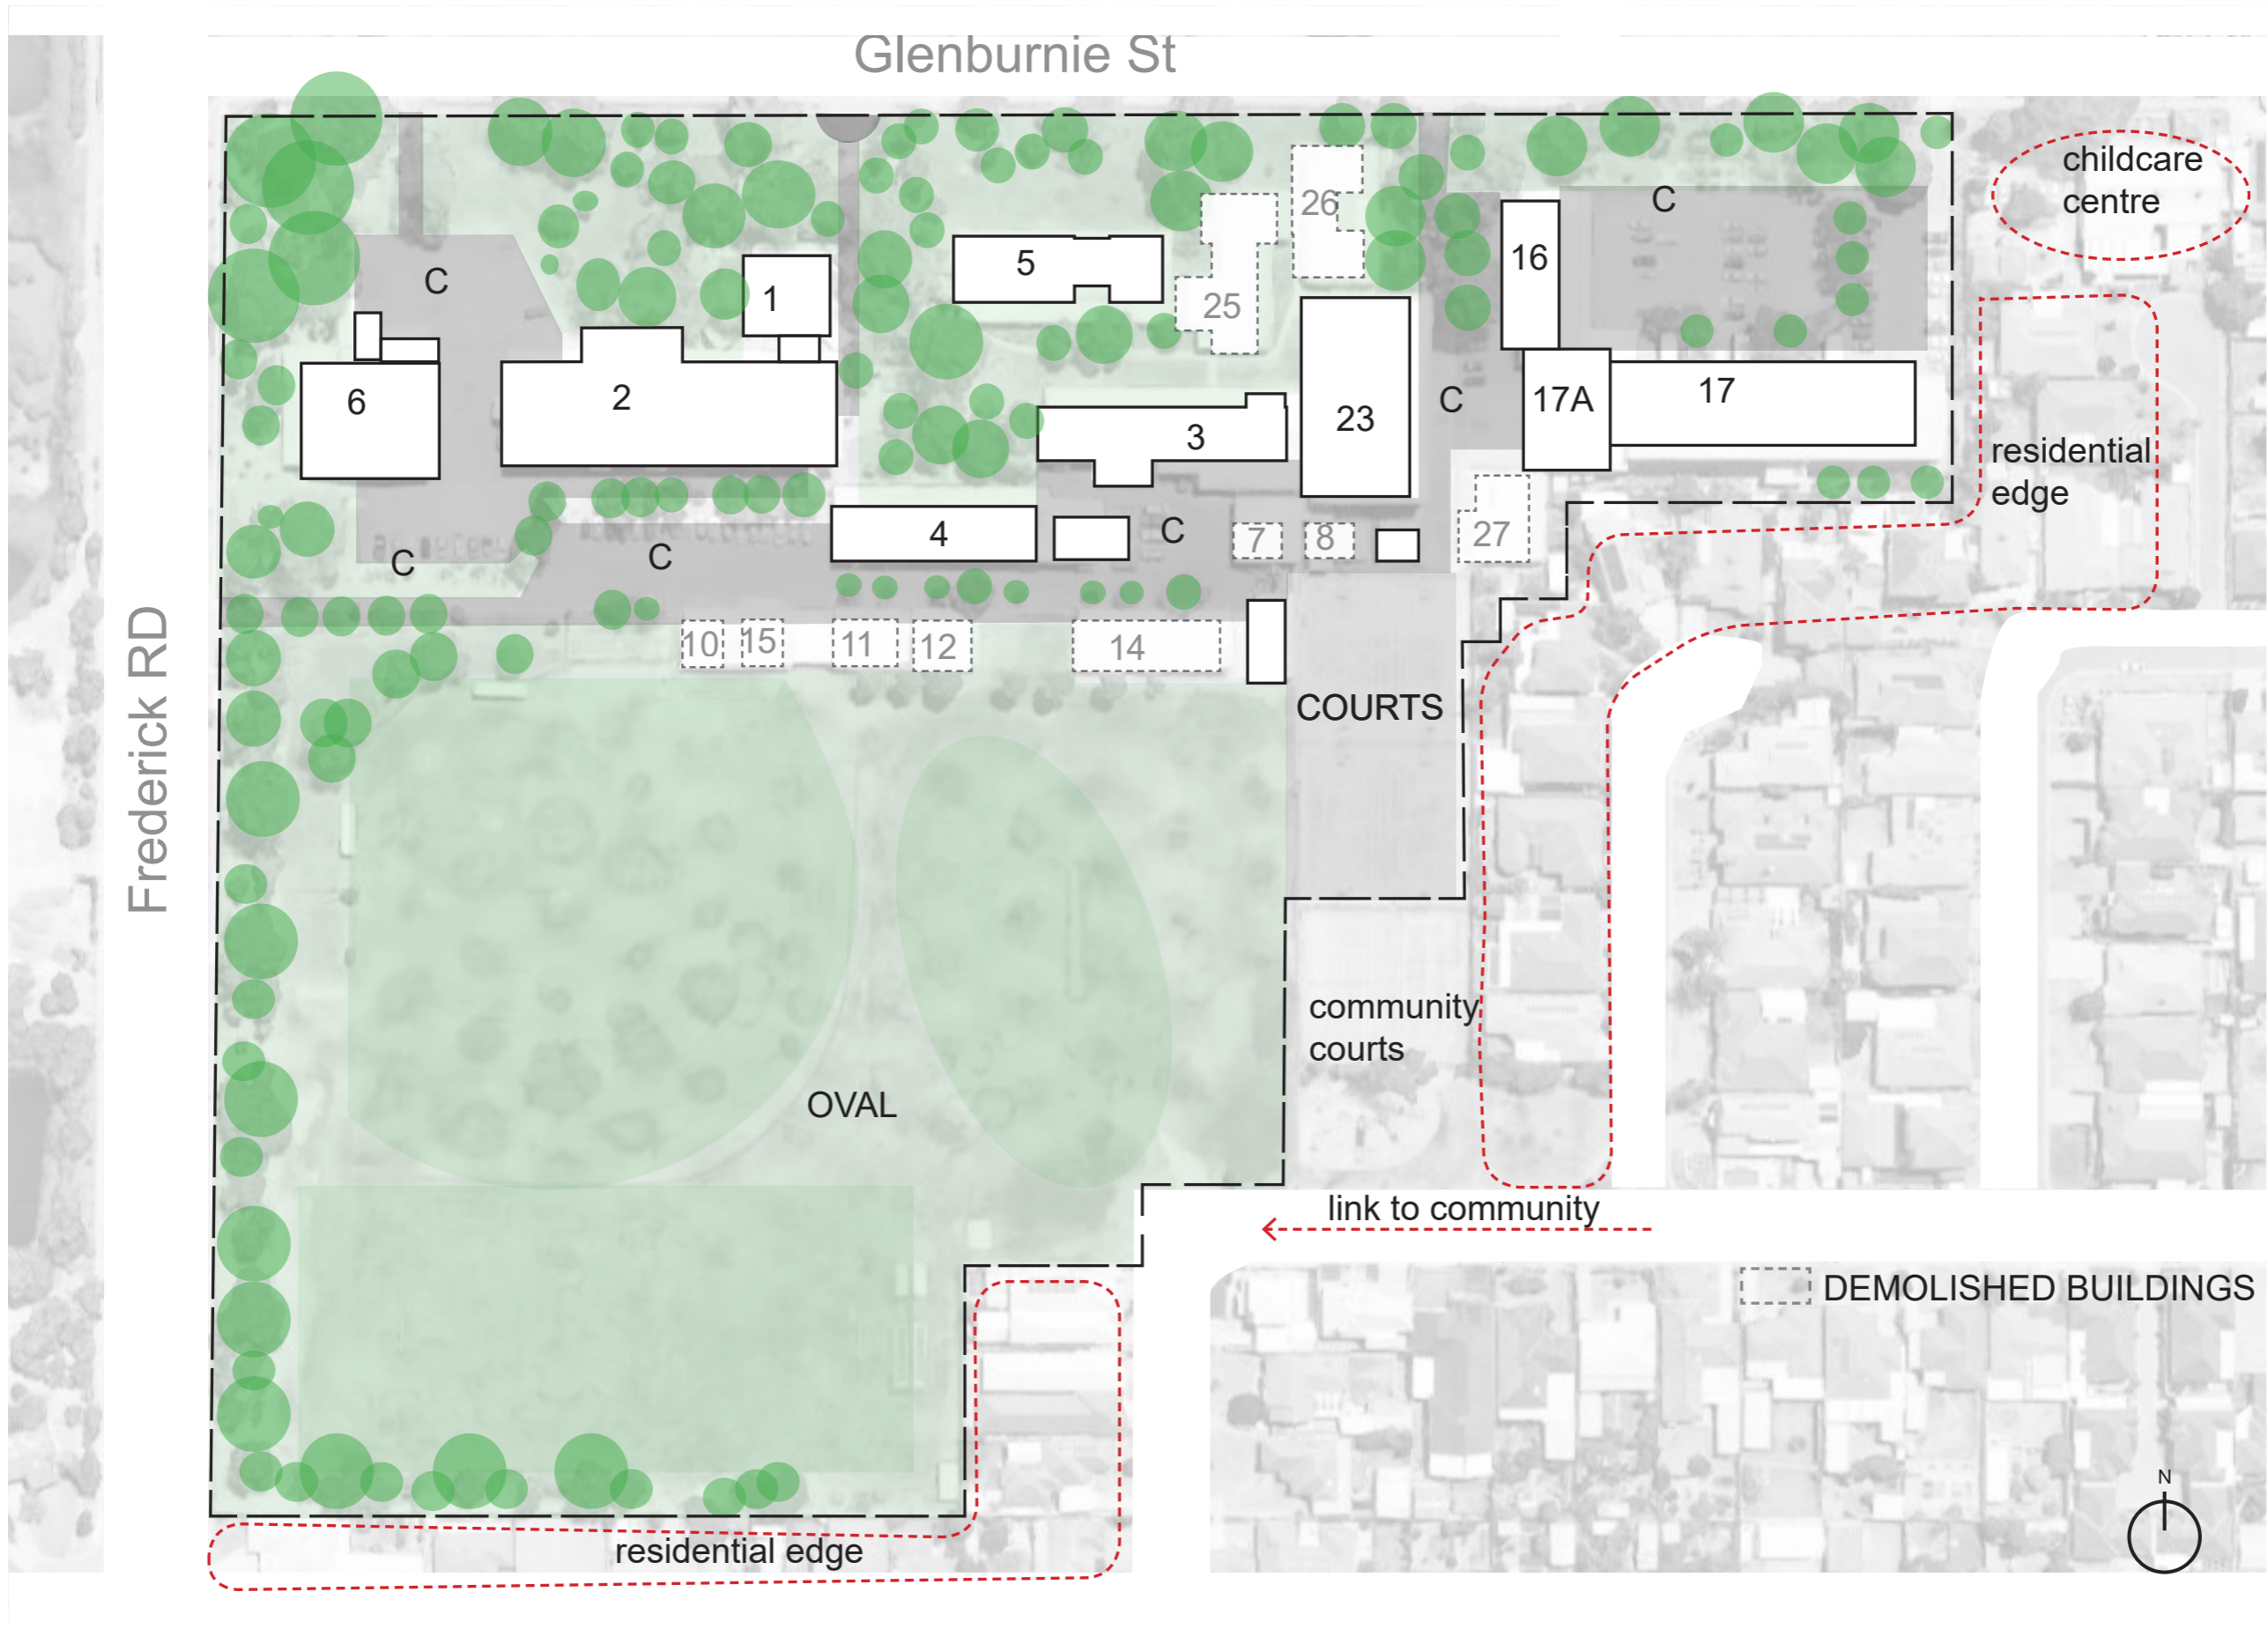 Glenburnie St
childcare
centre
C
26
16
C
5
1
25
C
6
2
17A
17
3
23
residential
edge
4
C
7
8
27
C
C
Frederick RD
10
15
11
12
14
COURTS
community
courts
OVAL
link to community
DEMOLISHED BUILDINGS
N
residential edge